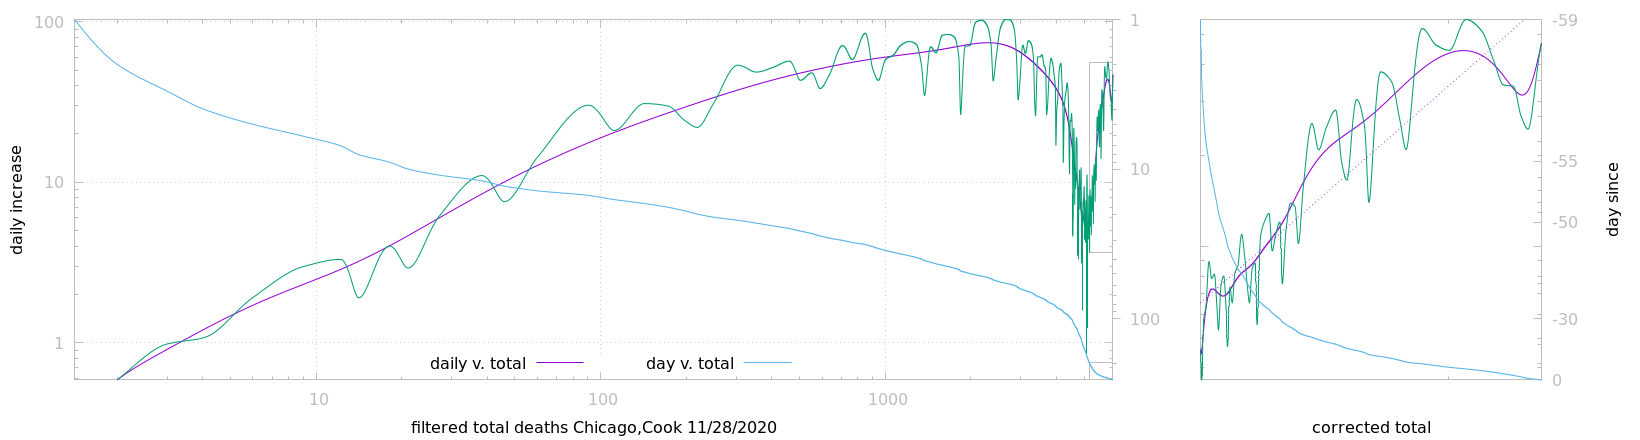 100
10
1
daily increase
10
100
1000
filtered total deaths Chicago,Cook 11/28/2020
daily v. total
day v. total
1
10
100
-59
-55
-50
-30
0
day since
corrected total